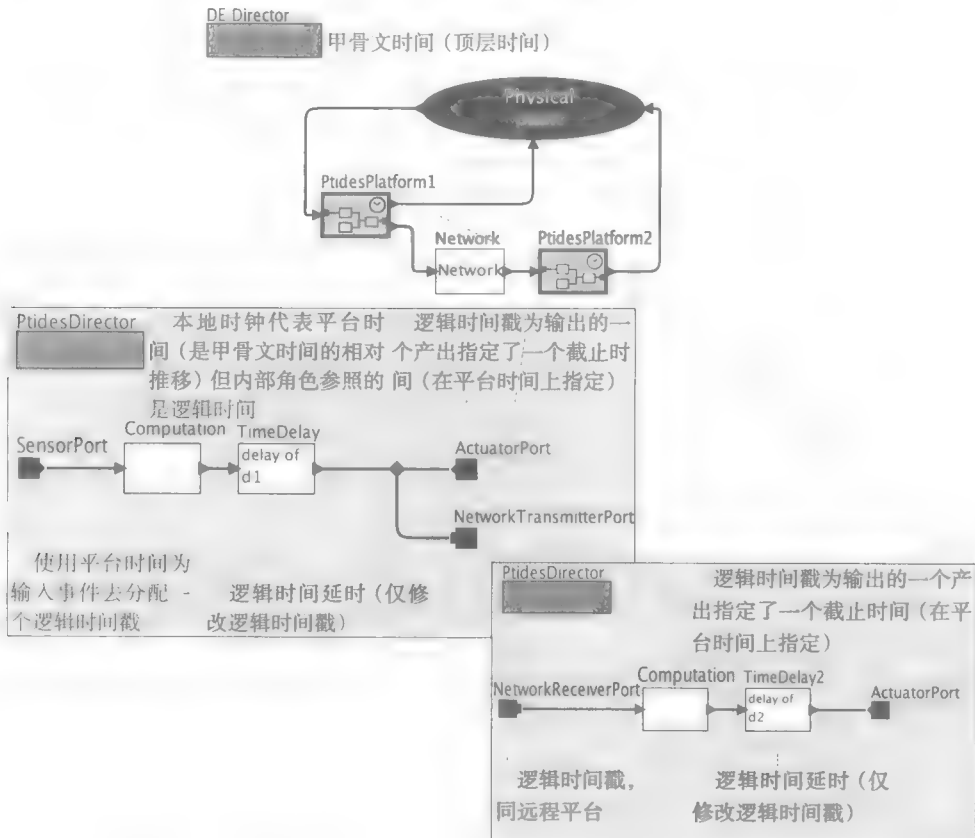 DE Director
甲骨文时间（顶层时间）
Physical
PtidesPlatform1
Network
PtidesPlatform2
Network
PtidesDirector
本地时钟代表平台时
间（是甲骨文时间的相对
推移）但内部角色参照的
是逻辑时间
逻辑时间戳为输出的一
个产出指定了一个截止时
间（在平台时间上指定）
SensorPort
Computation
TimeDelay
delay of
d1
ActuatorPort
NetworkTransmitterPort
使用平台时间为
输入事件去分配一
个逻辑时间戳
逻辑时间延时（仅修
改逻辑时间戳）
PtidesDirector
逻辑时间戳为输出的一个产
出指定了一个截止时间（在平
台时间上指定）
NetworkReceiverPort
Computation
TimeDelay2
delay of
d2
ActuatorPort
逻辑时间戳，
同远程平台
逻辑时间延时（仅
修改逻辑时间戳）